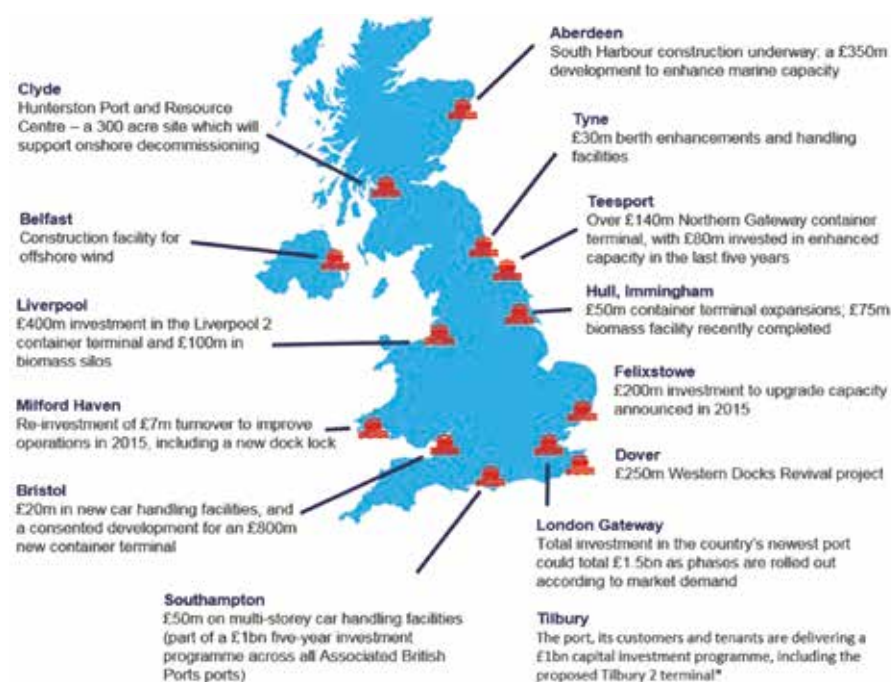 Aberdeen
South Harbour construction underway: a £350m
development to enhance marine capacity
Clyde
Hunterston Port and Resource
Centre – a 300 acre site which will
support onshore decommissioning
Tyne
£30m berth enhancements and handling
facilities
Teesport
Over £140m Northern Gateway container
terminal, with £80m invested in enhanced
capacity in the last five years
Belfast
Construction facility for
offshore wind
Hull, Immingham
£50m container terminal expansions; £75m
biomass facility recently completed
Liverpool
£400m investment in the Liverpool 2
container terminal and £100m in
biomass silos
Felixstowe
£200m investment to upgrade capacity
announced in 2015
Milford Haven
Re-investment of £7m turnover to improve
operations in 2015, including a new dock lock
Dover
£250m Western Docks Revival project
Bristol
£20m in new car handling facilities, and
a consented development for an £800m
new container terminal
London Gateway
Total investment in the country's newest port
could total £1.5bn as phases are rolled out
according to market demand
Southampton
£50m on multi-storey car handling facilities
(part of a £1bn five-year investment
programme across all Associated British
Ports ports)
Tilbury
The port, its customers and tenants are delivering a
£1bn capital investment programme, including the
proposed Tilbury 2 terminal*